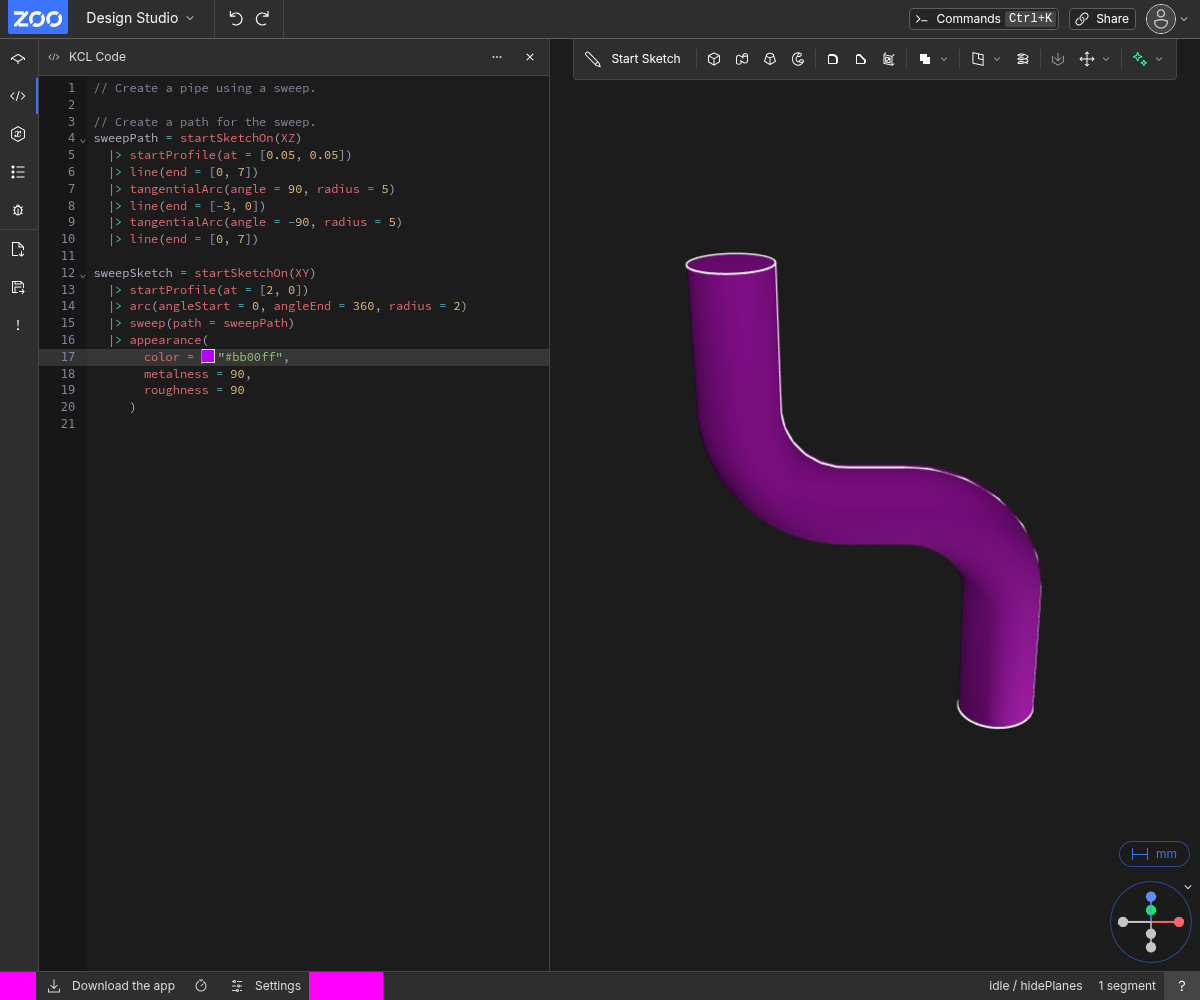 ZOO Design Studio Commands Ctrl+K Share
KCL Code
Start Sketch
1 // Create a pipe using a sweep.
2
3 // Create a path for the sweep.
4 sweepPath = startSketchOn(XZ)
5 |> startProfile(at = [0.05, 0.05])
6 |> line(end = [0, 7])
7 |> tangentialArc(angle = 90, radius = 5)
8 |> line(end = [-3, 0])
9 |> tangentialArc(angle = -90, radius = 5)
10 |> line(end = [0, 7])
11
12 sweepSketch = startSketchOn(XY)
13 |> startProfile(at = [2, 0])
14 |> arc(angleStart = 0, angleEnd = 360, radius = 2)
15 |> sweep(path = sweepPath)
16 |> appearance(
17 color = "#bb00ff",
18 metalness = 90,
19 roughness = 90
20 )
21
mm
Download the app Settings idle / hidePlanes 1 segment ?